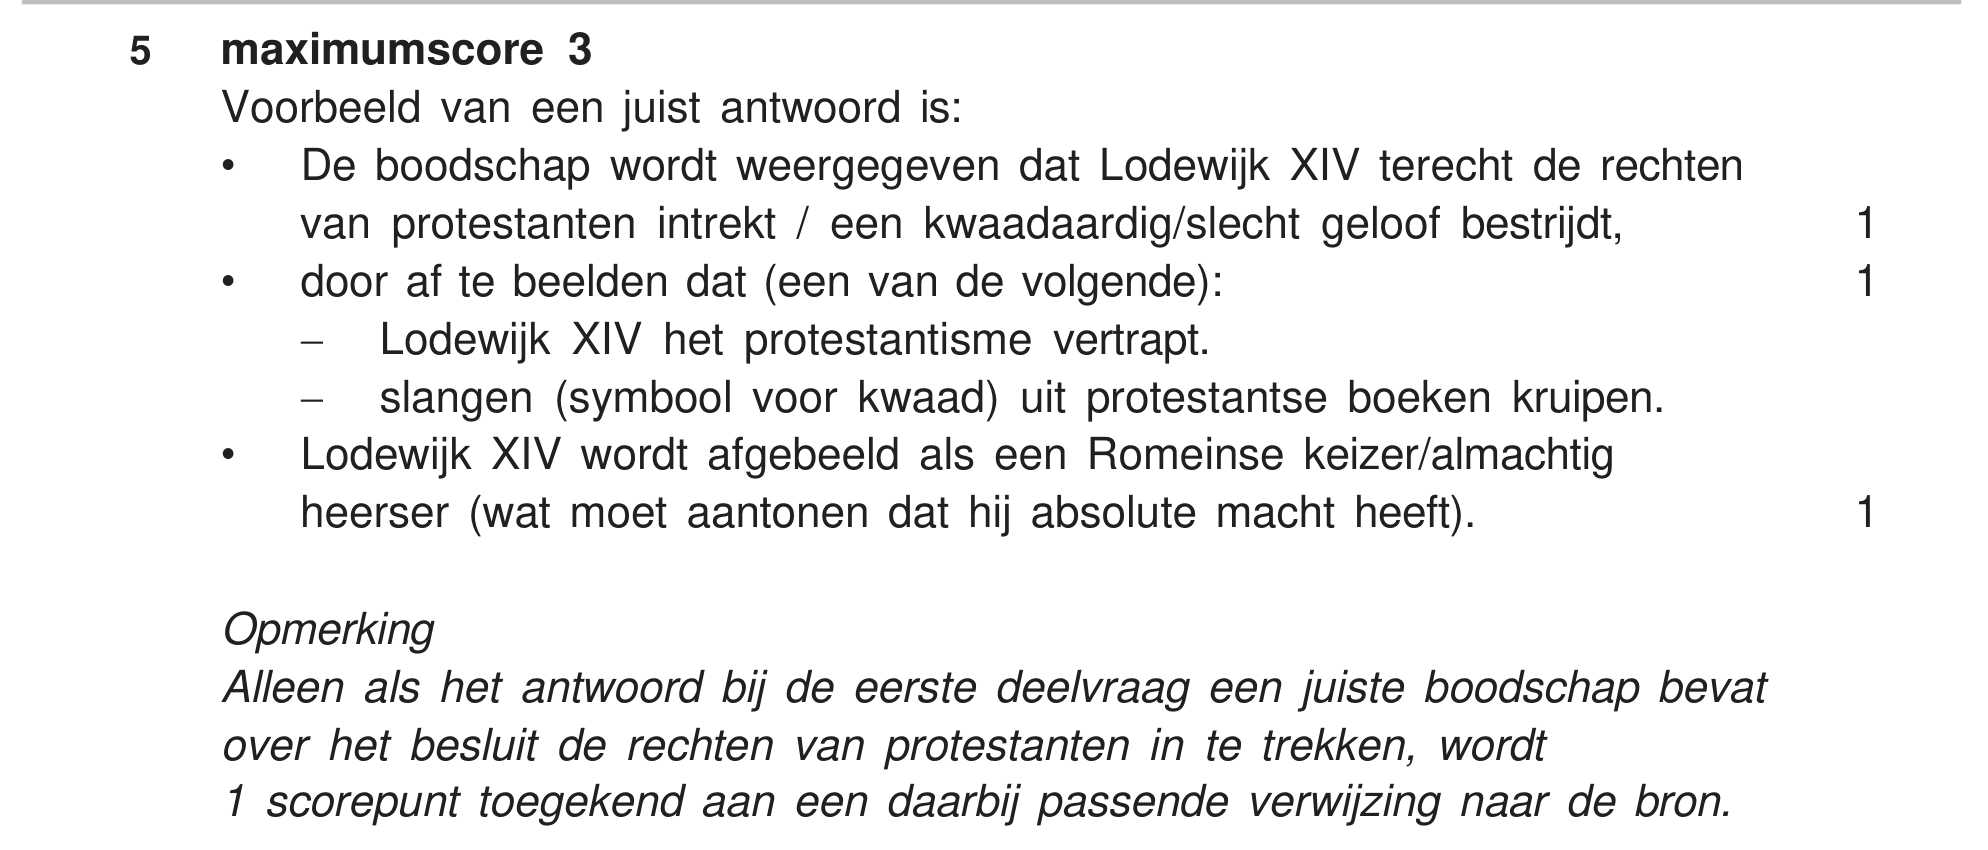 5 maximumscore 3
Voorbeeld van een juist antwoord is:
• De boodschap wordt weergegeven dat Lodewijk XIV terecht de rechten
van protestanten intrekt / een kwaadaardig/slecht geloof bestrijdt, 1
• door af te beelden dat (een van de volgende): 1
– Lodewijk XIV het protestantisme vertrapt.
– slangen (symbool voor kwaad) uit protestantse boeken kruipen.
• Lodewijk XIV wordt afgebeeld als een Romeinse keizer/almachtig
heerser (wat moet aantonen dat hij absolute macht heeft). 1
Opmerking
Alleen als het antwoord bij de eerste deelvraag een juiste boodschap bevat
over het besluit de rechten van protestanten in te trekken, wordt
1 scorepunt toegekend aan een daarbij passende verwijzing naar de bron.